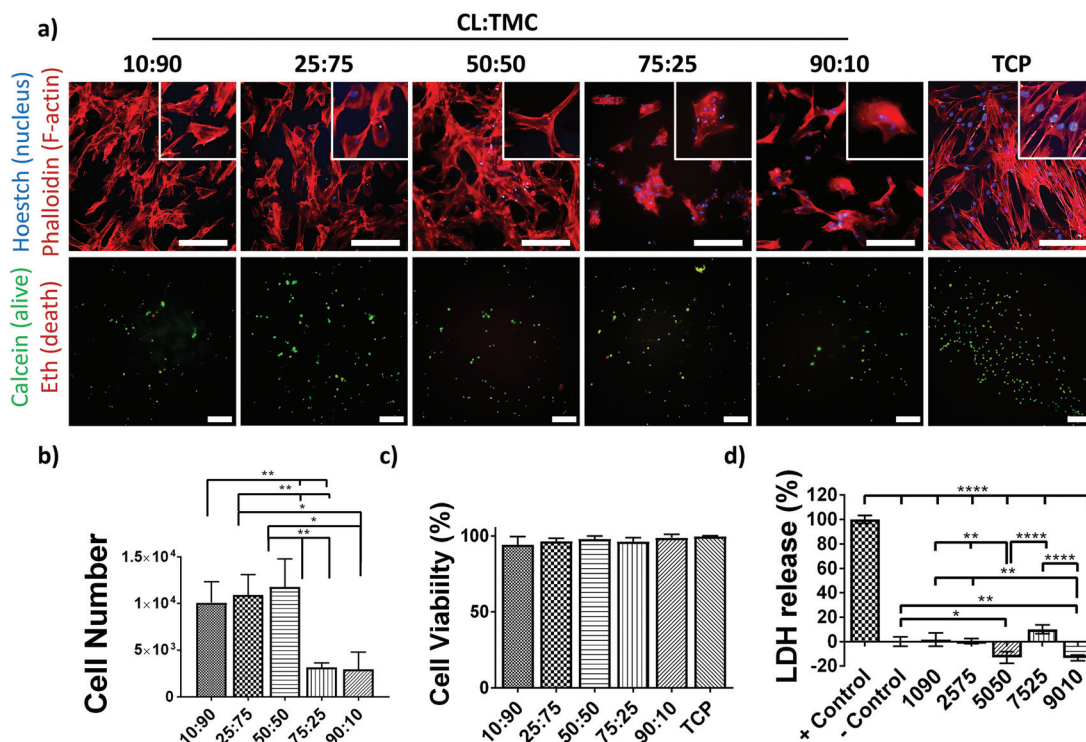 a)
CL:TMC
10:90 25:75 50:50 75:25 90:10 TCP
Hoestch (nucleus)
Phalloidin (F-actin)
Calcein (alive)
Eth (death)
b)
Cell Number
1.5×10⁴
1×10⁴
5×10³
0
** 
**
*
*
**
10:90 25:75 50:50 75:25 90:10
c)
Cell Viabiilty (%)
100
50
0
10:90 25:75 50:50 75:25 90:10 TCP
d)
LDH release (%)
120
100
80
60
40
20
0
-20
****
** ****
****
**
**
*
+ Control - Control 1090 2575 5050 7525 9010